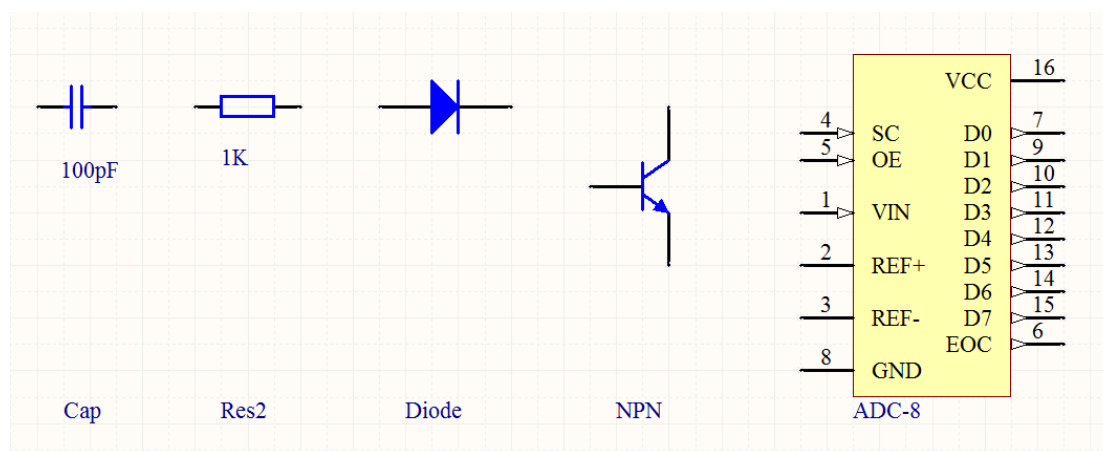 100pF
1K
16
VCC
4 SC D0 7
5 OE D1 9
D2 10
1 VIN D3 11
D4 12
2 REF+ D5 13
D6 14
3 REF- D7 15
EOC 6
8 GND
Cap Res2 Diode NPN ADC-8